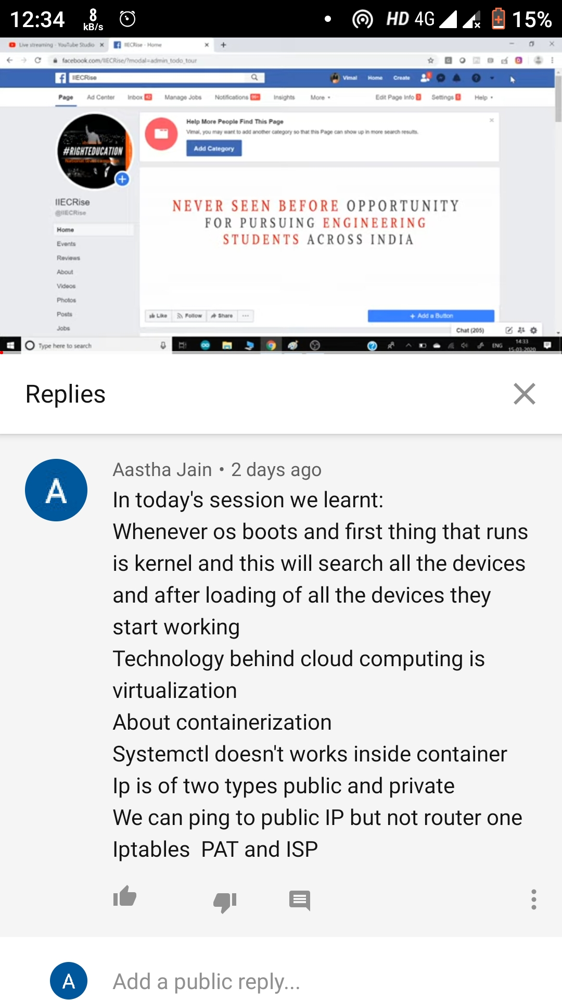 12:34 8 kB/s HD 4G 15%
Live streaming - YouTube Studio IIECRise - Home
facebook.com/IIECRise/?modal=admin_todo_tour
IIECRise Vimal Home Create
Page Ad Center Inbox 42 Manage Jobs Notifications 99+ Insights More Edit Page Info Settings Help
Help More People Find This Page
Vimal, you may want to add another category so that this Page can show up in more search results.
Add Category
#RIGHTEDUCATION
IIECRise
@IIECRise
NEVER SEEN BEFORE OPPORTUNITY
FOR PURSUING ENGINEERING
STUDENTS ACROSS INDIA
Home
Events
Reviews
About
Videos
Photos
Posts
Jobs
Like Follow Share ... + Add a Button
Chat (205)
Type here to search ENG 14:33
15-03-2020
Replies
A
Aastha Jain • 2 days ago
In today's session we learnt:
Whenever os boots and first thing that runs
is kernel and this will search all the devices
and after loading of all the devices they
start working
Technology behind cloud computing is
virtualization
About containerization
Systemctl doesn't works inside container
Ip is of two types public and private
We can ping to public IP but not router one
Iptables  PAT and ISP
A
Add a public reply...